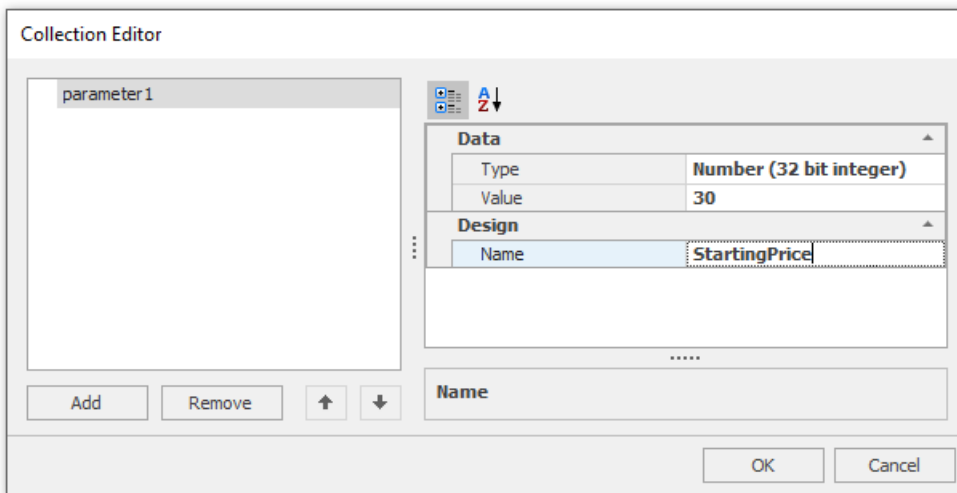 Collection Editor
parameter1
A
Z
Data
Type Number (32 bit integer)
Value 30
Design
Name StartingPrice
Name
Add Remove
OK Cancel